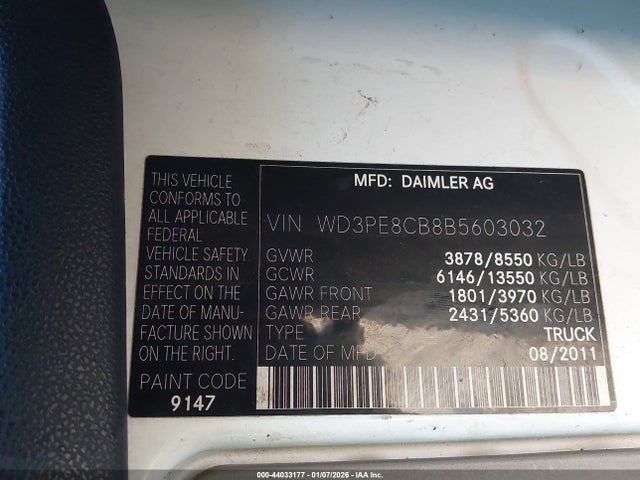 THIS VEHICLE
CONFORMS TO
ALL APPLICABLE
FEDERAL
VEHICLE SAFETY
STANDARDS IN
EFFECT ON THE
DATE OF MANU-
FACTURE SHOWN
ON THE RIGHT.
PAINT CODE
9147
MFD: DAIMLER AG
VIN WD3PE8CB8B5603032
GVWR 3878/8550 KG/LB
GCWR 6146/13550 KG/LB
GAWR FRONT 1801/3970 KG/LB
GAWR REAR 2431/5360 KG/LB
TYPE TRUCK
DATE OF MFD 08/2011
000-44033177 - 01/07/2026 - IAA Inc.